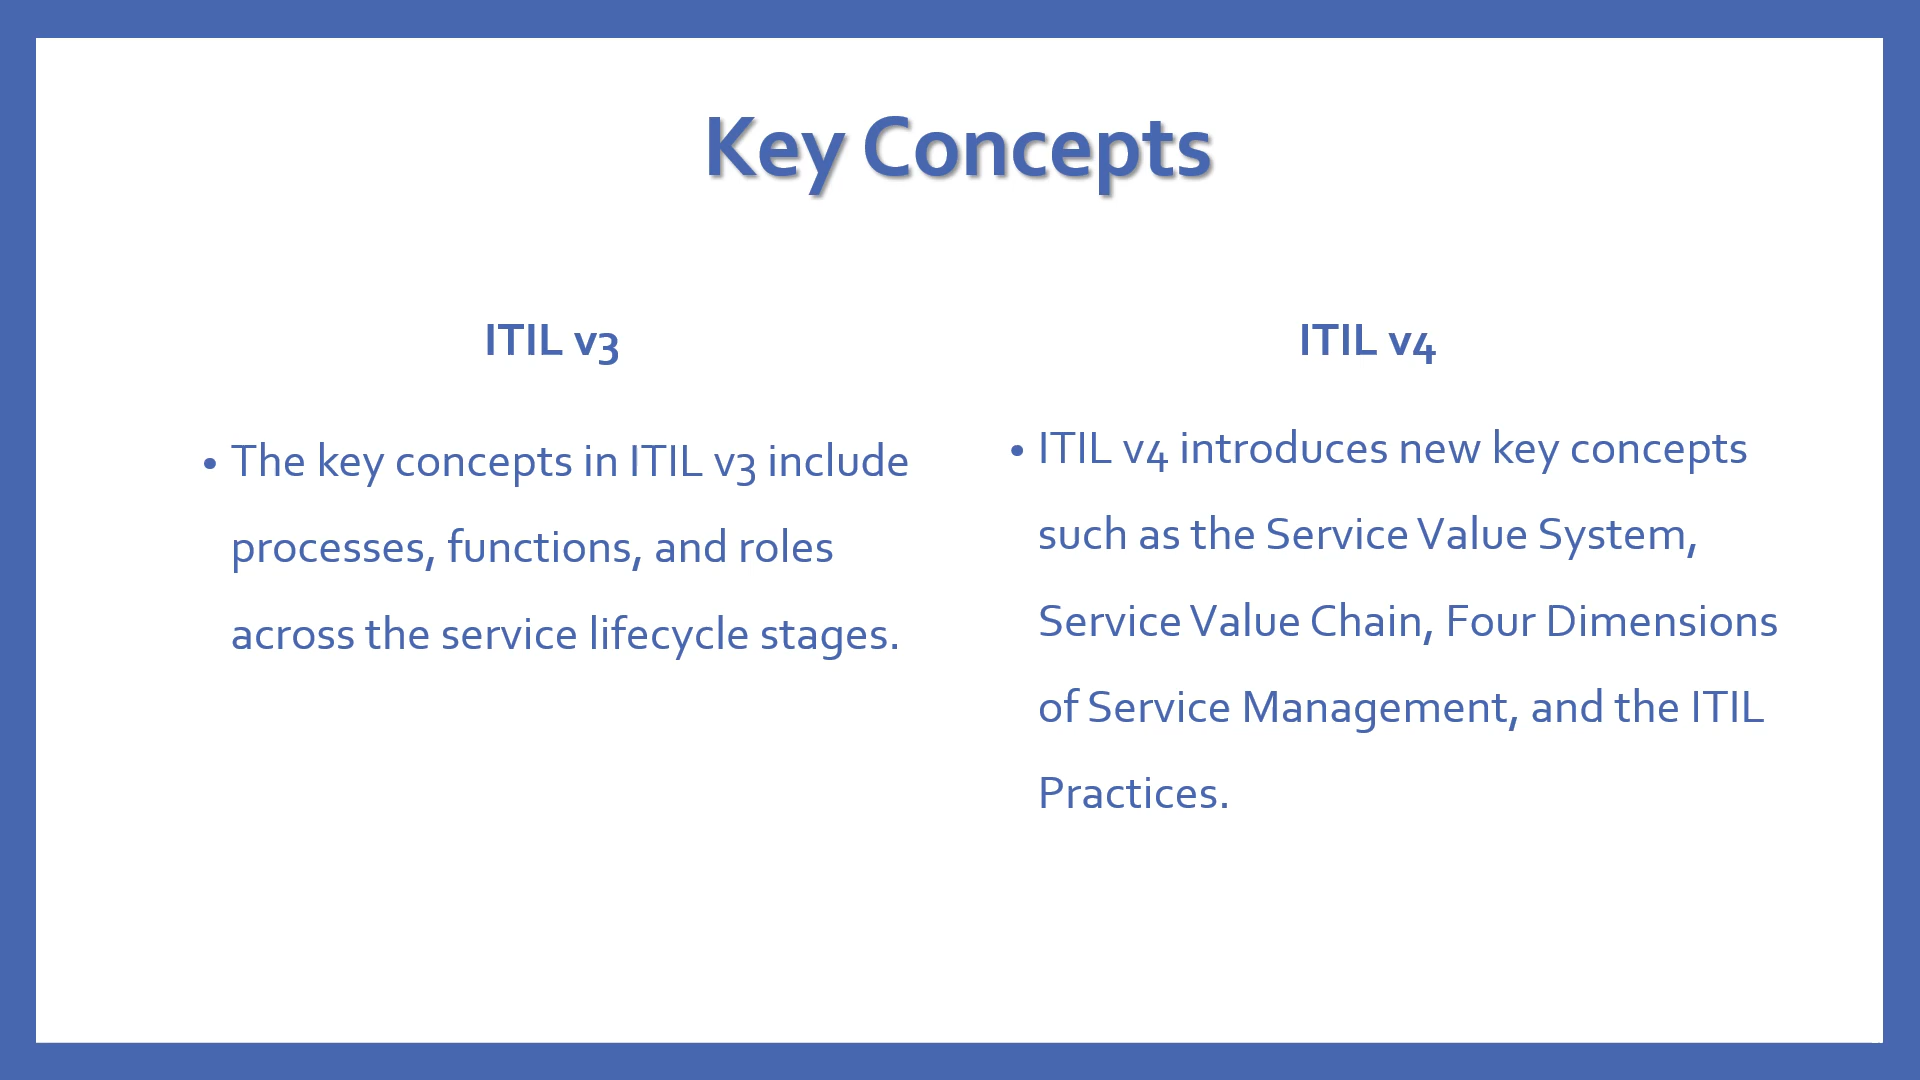 Key Concepts
ITIL v3
• The key concepts in ITIL v3 include
processes, functions, and roles
across the service lifecycle stages.
ITIL v4
• ITIL v4 introduces new key concepts
such as the Service Value System,
Service Value Chain, Four Dimensions
of Service Management, and the ITIL
Practices.